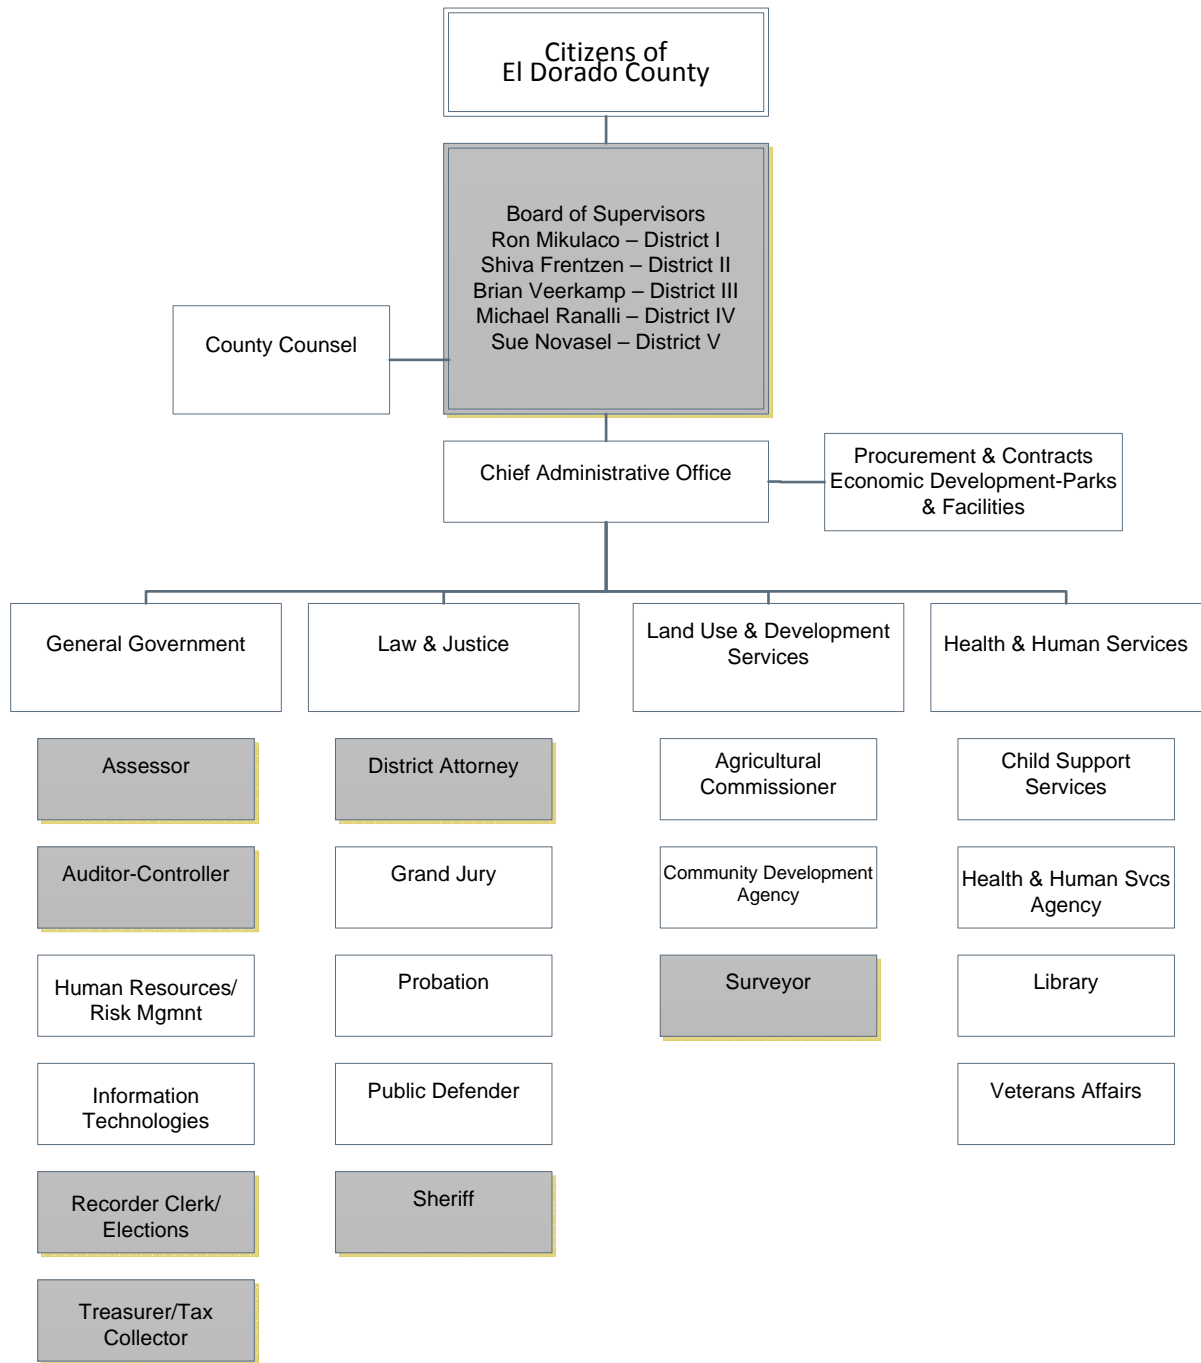 Citizens of
El Dorado County
Board of Supervisors
Ron Mikulaco – District I
Shiva Frentzen – District II
Brian Veerkamp – District III
Michael Ranalli – District IV
Sue Novasel – District V
County Counsel
Chief Administrative Office
Procurement & Contracts
Economic Development-Parks
& Facilities
General Government
Law & Justice
Land Use & Development
Services
Health & Human Services
Assessor
District Attorney
Agricultural
Commissioner
Child Support
Services
Auditor-Controller
Grand Jury
Community Development
Agency
Health & Human Svcs
Agency
Human Resources/
Risk Mgmnt
Probation
Surveyor
Library
Information
Technologies
Public Defender
Veterans Affairs
Recorder Clerk/
Elections
Sheriff
Treasurer/Tax
Collector